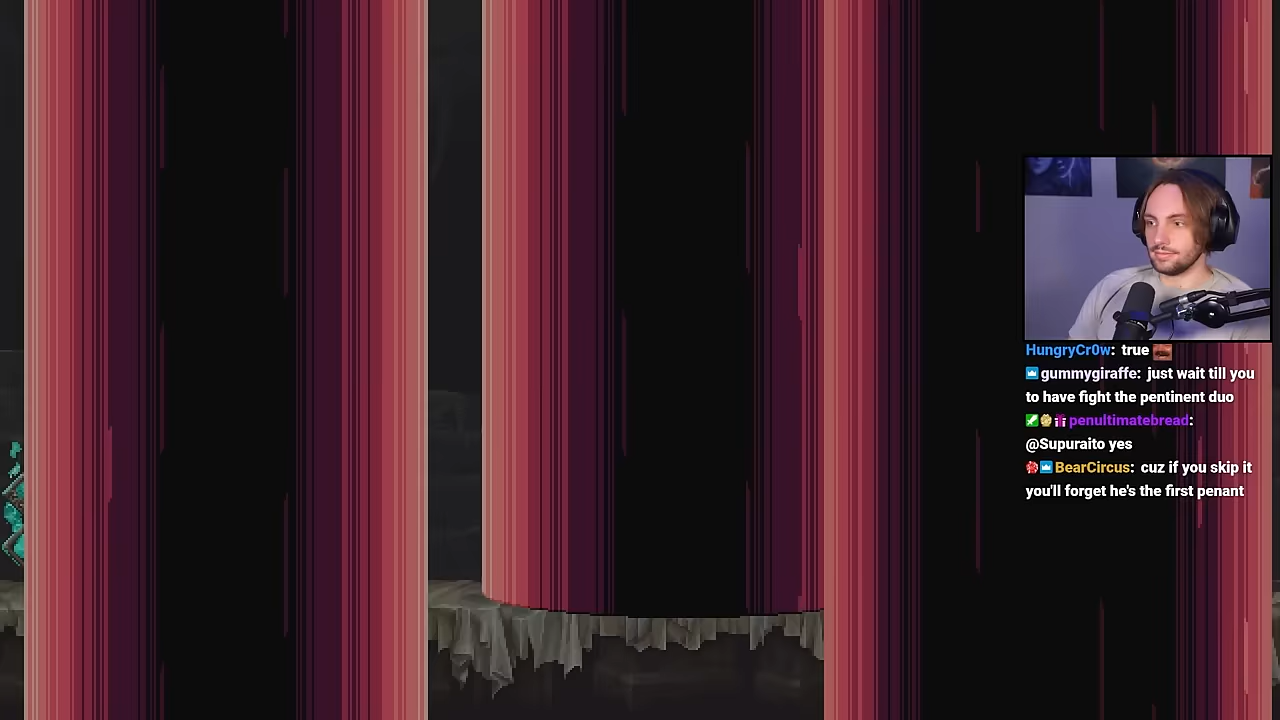 HungryCr0w: true
gummygiraffe: just wait till you
to have fight the pentinent duo
penultimatebread:
@Supuraito yes
BearCircus: cuz if you skip it
you'll forget he's the first penant